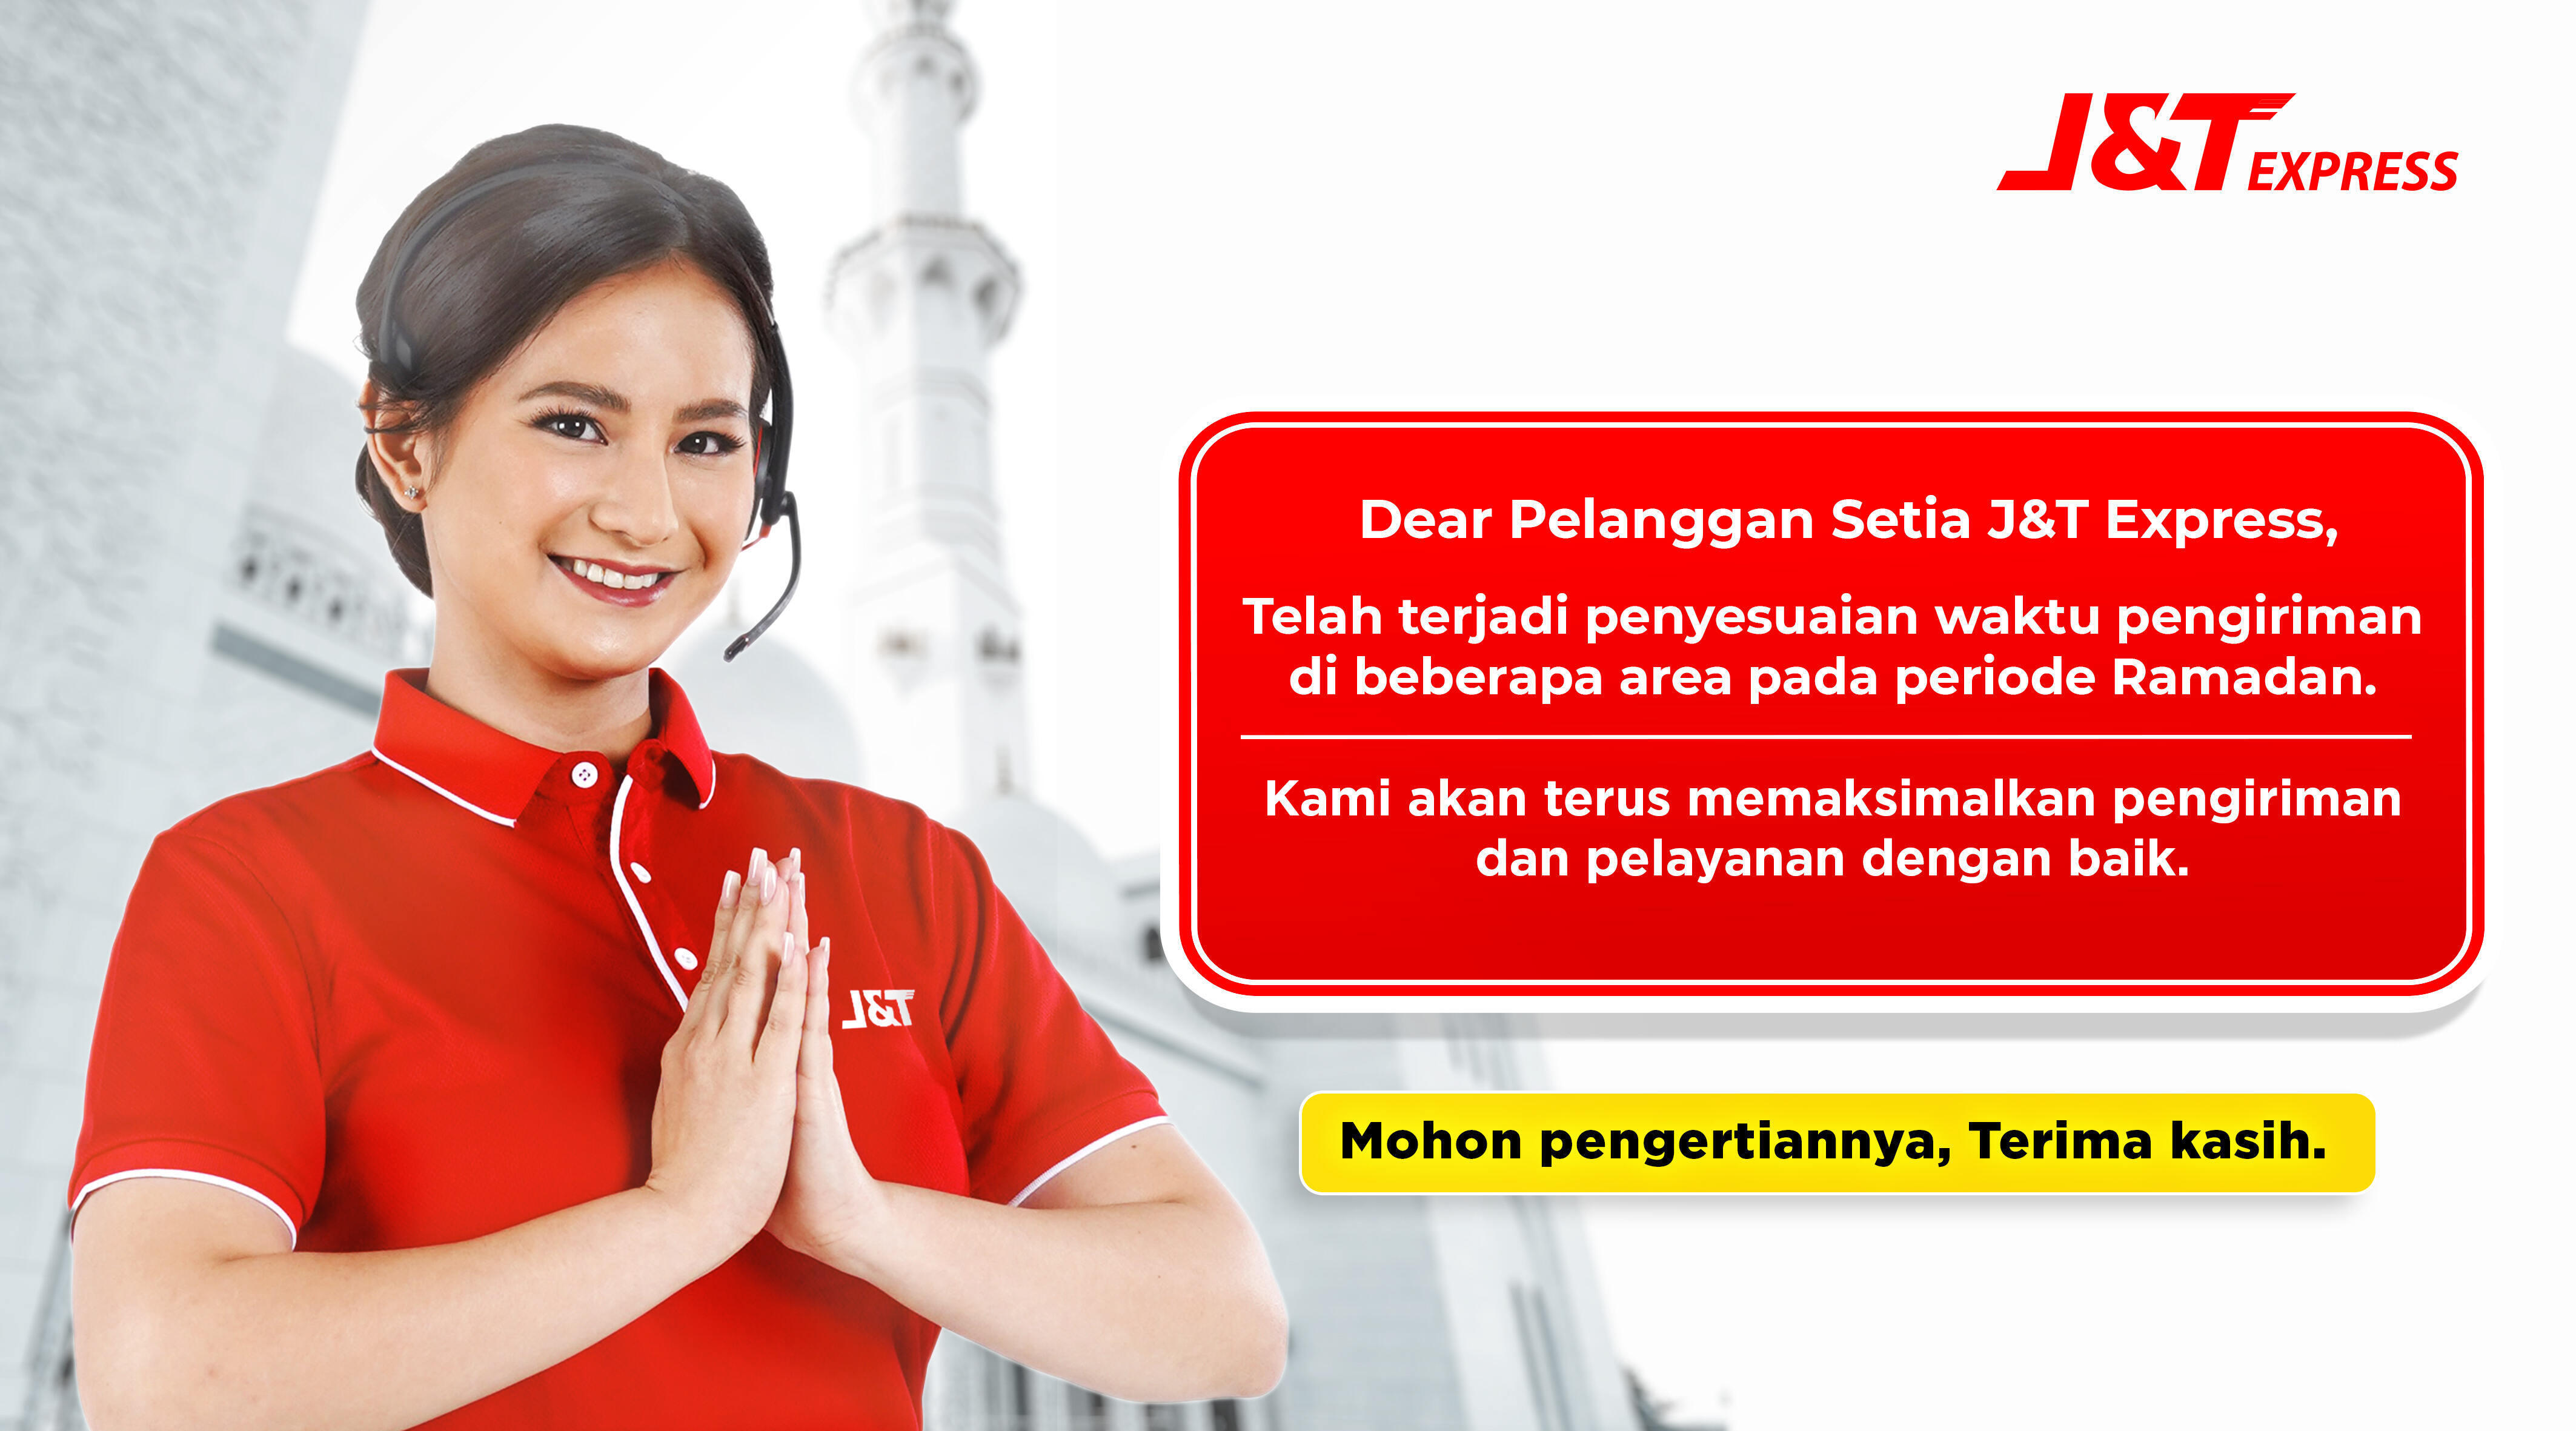 J&T EXPRESS
Dear Pelanggan Setia J&T Express,
Telah terjadi penyesuaian waktu pengiriman
di beberapa area pada periode Ramadan.
Kami akan terus memaksimalkan pengiriman
dan pelayanan dengan baik.
J&T
Mohon pengertiannya, Terima kasih.